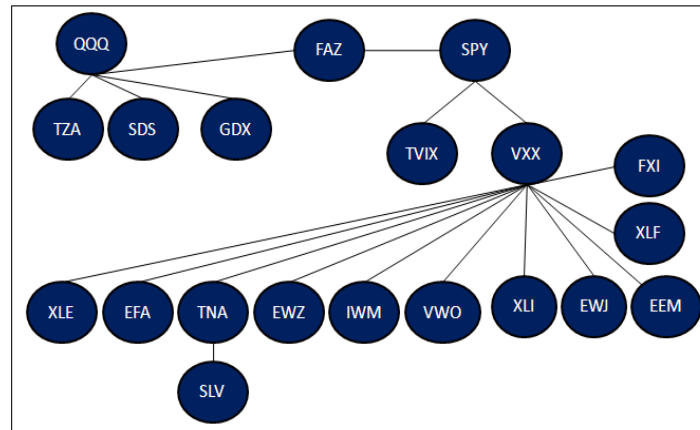 QQQ
FAZ
SPY
TZA
SDS
GDX
TVIX
VXX
FXI
XLF
XLE
EFA
TNA
EWZ
IWM
VWO
XLI
EWJ
EEM
SLV